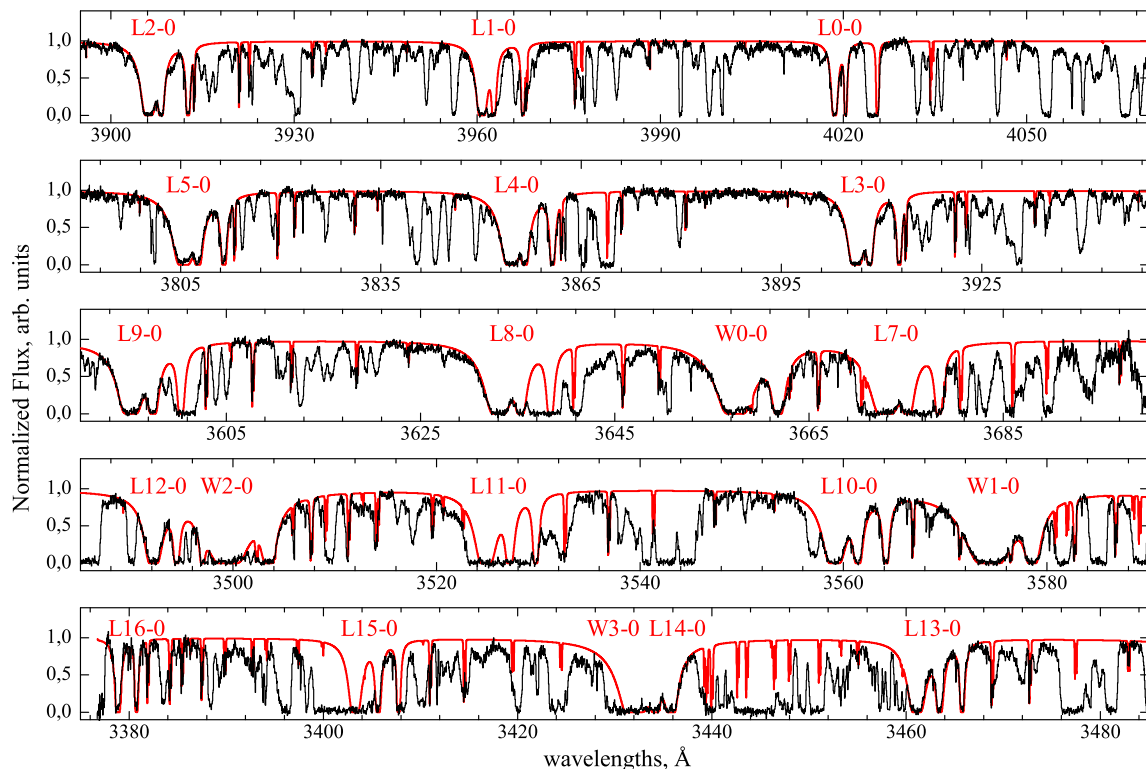 L2-0 L1-0 L0-0
1,0
0,5
0,0
3900 3930 3960 3990 4020 4050
L5-0 L4-0 L3-0
1,0
0,5
0,0
3805 3835 3865 3895 3925
L9-0 L8-0 W0-0 L7-0
1,0
0,5
0,0
3605 3625 3645 3665 3685
L12-0 W2-0 L11-0 L10-0 W1-0
1,0
0,5
0,0
3500 3520 3540 3560 3580
L16-0 L15-0 W3-0 L14-0 L13-0
1,0
0,5
0,0
3380 3400 3420 3440 3460 3480
Normalized Flux, arb. units
wavelengths, Å